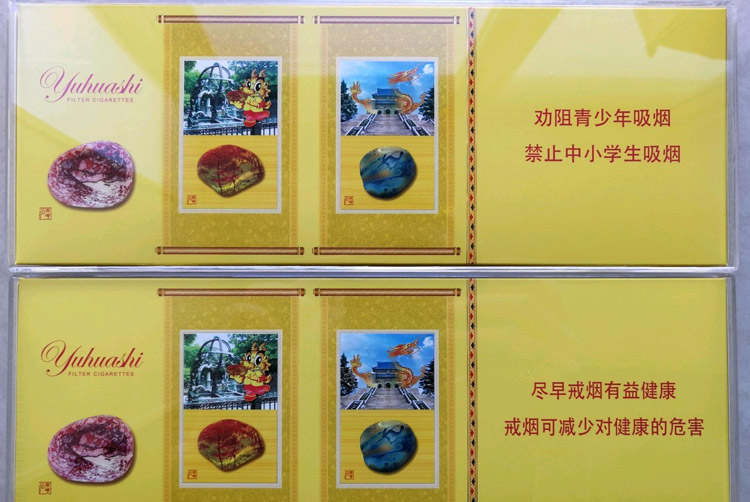 Yuhuashi
FILTER CIGARETTES
劝阻青少年吸烟
禁止中小学生吸烟
Yuhuashi
FILTER CIGARETTES
尽早戒烟有益健康
戒烟可减少对健康的危害